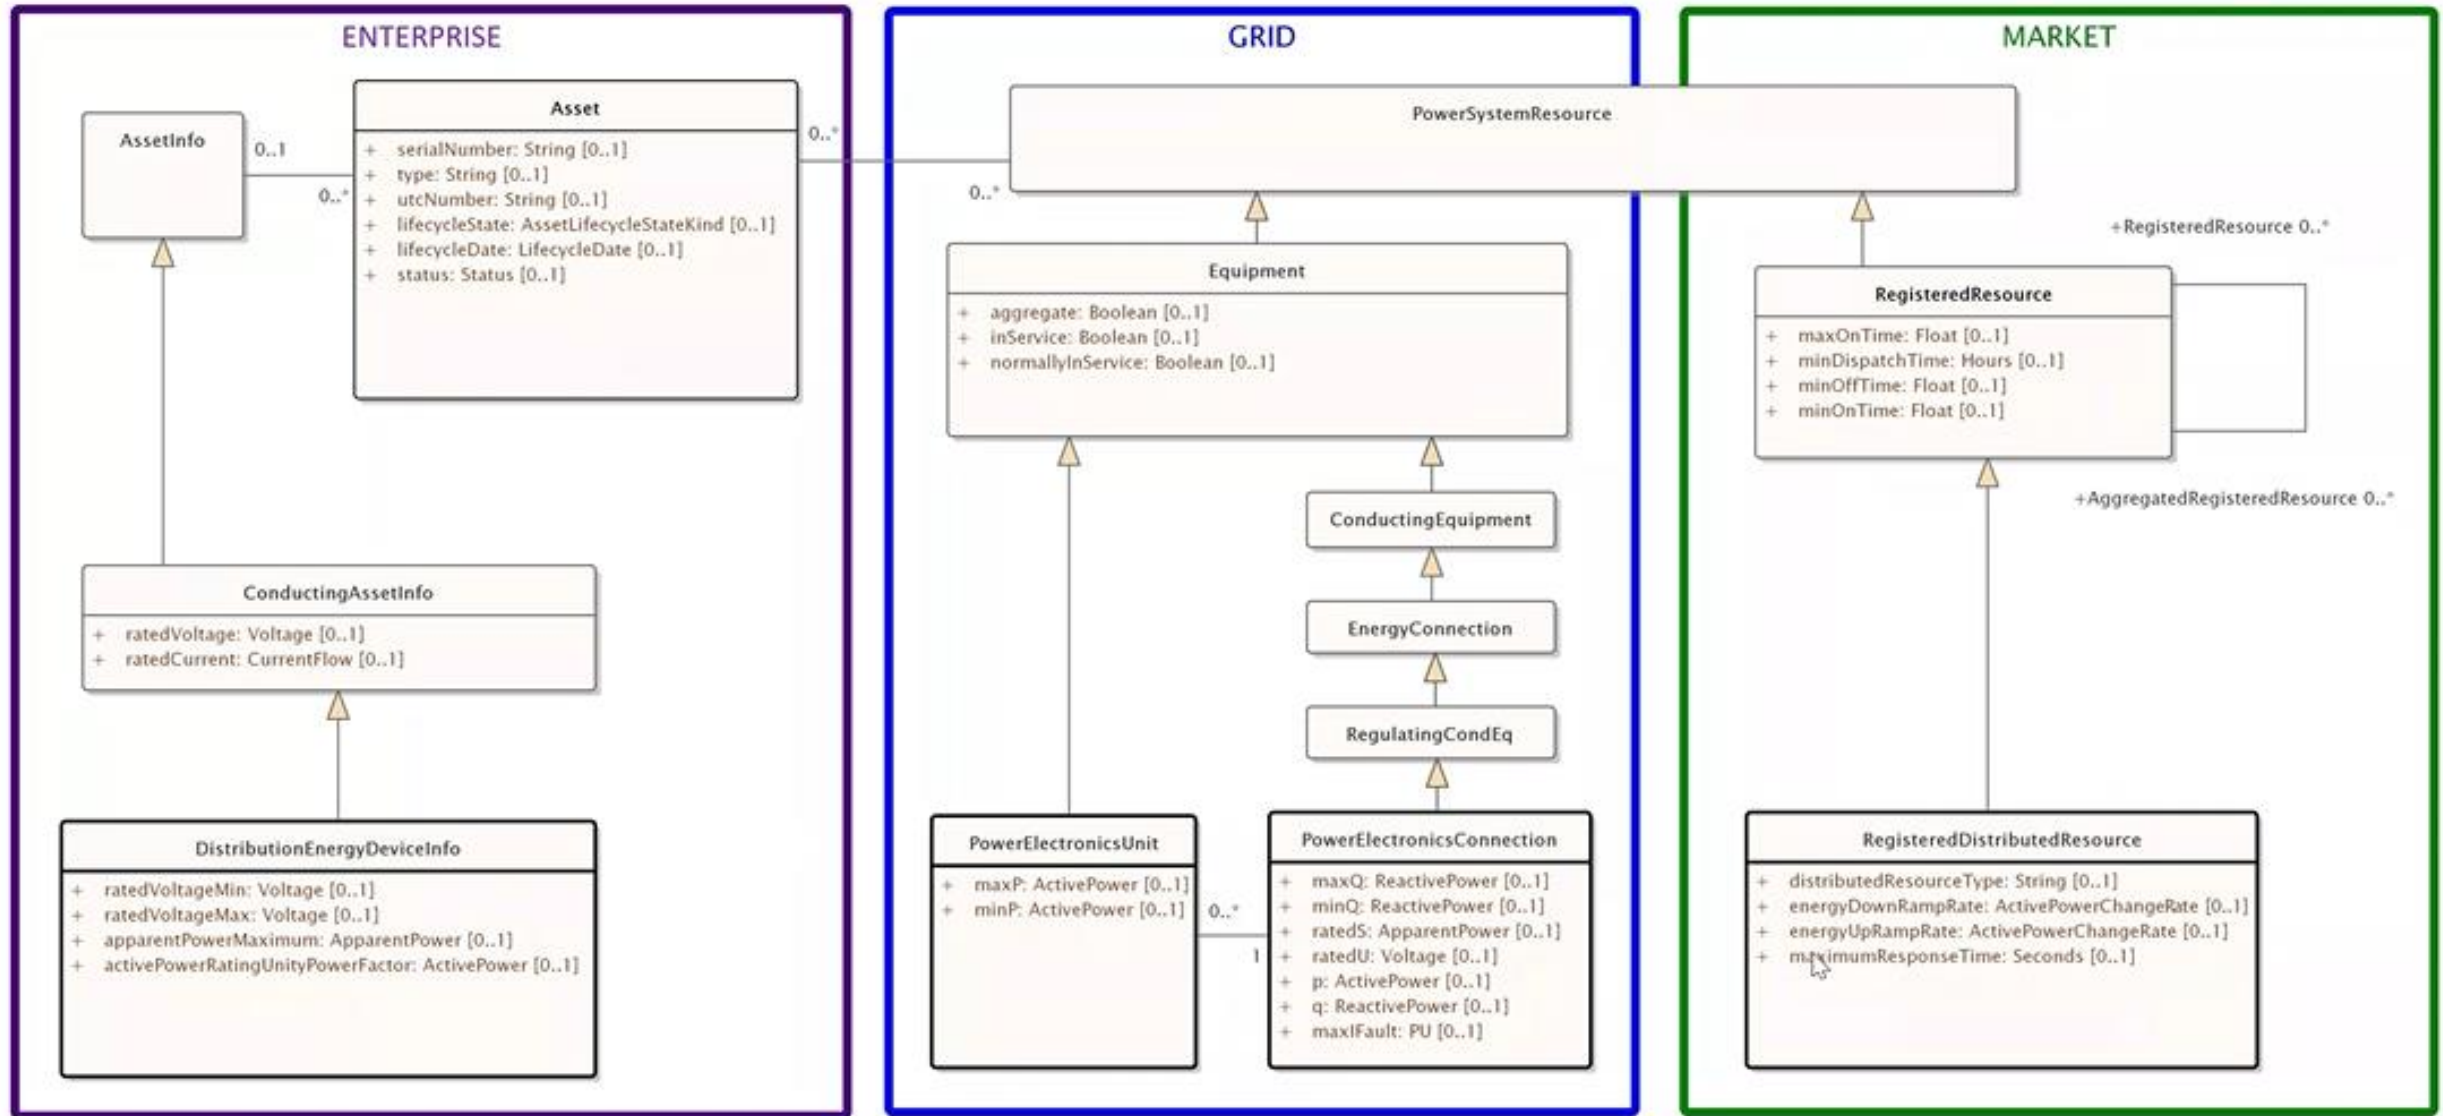 ENTERPRISE
AssetInfo
0..1
0..*
Asset
+ serialNumber: String [0..1]
+ type: String [0..1]
+ utcNumber: String [0..1]
+ lifecycleState: AssetLifecycleStateKind [0..1]
+ lifecycleDate: LifecycleDate [0..1]
+ status: Status [0..1]
0..*
0..*
ConductingAssetInfo
+ ratedVoltage: Voltage [0..1]
+ ratedCurrent: CurrentFlow [0..1]
DistributionEnergyDeviceInfo
+ ratedVoltageMin: Voltage [0..1]
+ ratedVoltageMax: Voltage [0..1]
+ apparentPowerMaximum: ApparentPower [0..1]
+ activePowerRatingUnityPowerFactor: ActivePower [0..1]
GRID
PowerSystemResource
Equipment
+ aggregate: Boolean [0..1]
+ inService: Boolean [0..1]
+ normallyInService: Boolean [0..1]
ConductingEquipment
EnergyConnection
RegulatingCondEq
PowerElectronicsUnit
+ maxP: ActivePower [0..1]
+ minP: ActivePower [0..1]
0..*
1
PowerElectronicsConnection
+ maxQ: ReactivePower [0..1]
+ minQ: ReactivePower [0..1]
+ ratedS: ApparentPower [0..1]
+ ratedU: Voltage [0..1]
+ p: ActivePower [0..1]
+ q: ReactivePower [0..1]
+ maxIFault: PU [0..1]
MARKET
+RegisteredResource 0..*
RegisteredResource
+ maxOnTime: Float [0..1]
+ minDispatchTime: Hours [0..1]
+ minOffTime: Float [0..1]
+ minOnTime: Float [0..1]
+AggregatedRegisteredResource 0..*
RegisteredDistributedResource
+ distributedResourceType: String [0..1]
+ energyDownRampRate: ActivePowerChangeRate [0..1]
+ energyUpRampRate: ActivePowerChangeRate [0..1]
+ maximumResponseTime: Seconds [0..1]